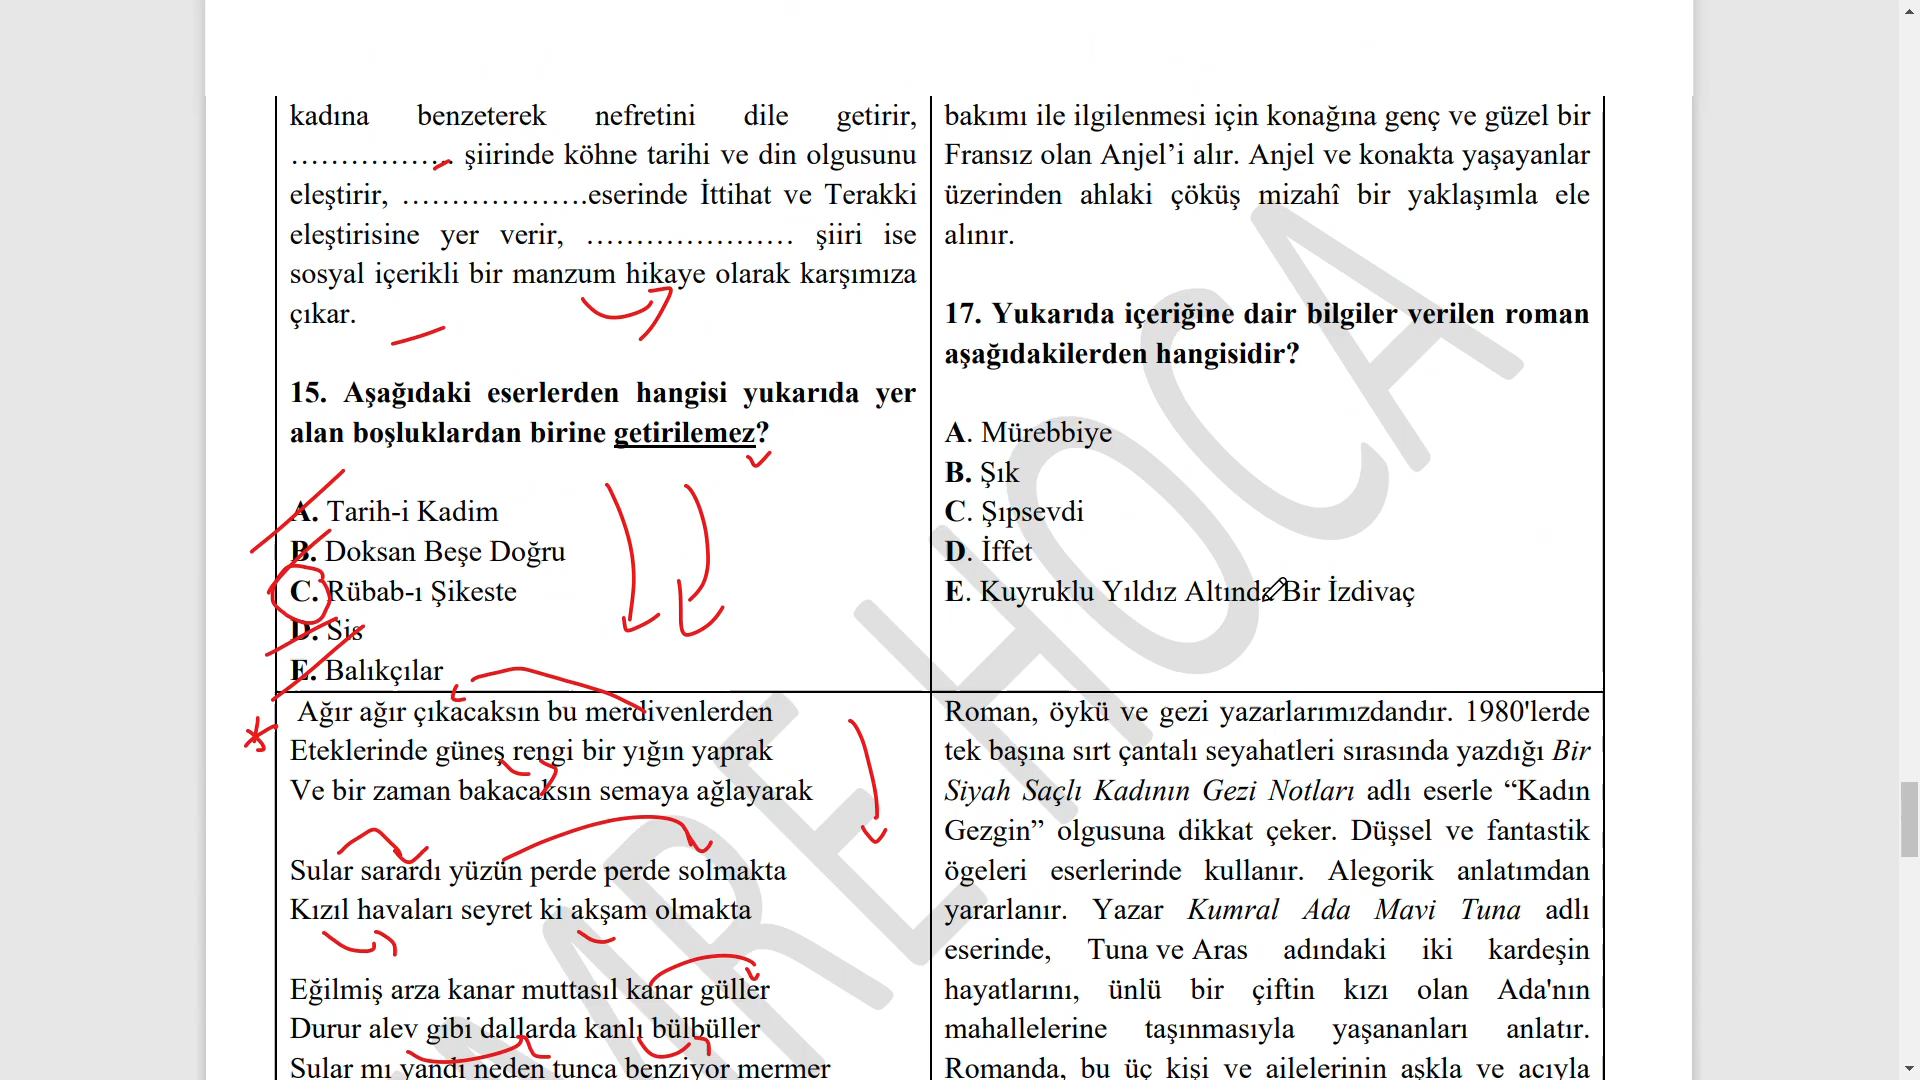 kadına benzeterek nefretini dile getirir,
……………….. şiirinde köhne tarihi ve din olgusunu
eleştirir, ………………….eserinde İttihat ve Terakki
eleştirisine yer verir, …………………… şiiri ise
sosyal içerikli bir manzum hikaye olarak karşımıza
çıkar.
15. Aşağıdaki eserlerden hangisi yukarıda yer
alan boşluklardan birine getirilemez?
A. Tarih-i Kadim
B. Doksan Beşe Doğru
C. Rübab-ı Şikeste
D. Sis
E. Balıkçılar
Ağır ağır çıkacaksın bu merdivenlerden
Eteklerinde güneş rengi bir yığın yaprak
Ve bir zaman bakacaksın semaya ağlayarak
Sular sarardı yüzün perde perde solmakta
Kızıl havaları seyret ki akşam olmakta
Eğilmiş arza kanar muttasıl kanar güller
Durur alev gibi dallarda kanlı bülbüller
Sular mı yandı neden tunca benziyor mermer
bakımı ile ilgilenmesi için konağına genç ve güzel bir
Fransız olan Anjel’i alır. Anjel ve konakta yaşayanlar
üzerinden ahlaki çöküş mizahî bir yaklaşımla ele
alınır.
17. Yukarıda içeriğine dair bilgiler verilen roman
aşağıdakilerden hangisidir?
A. Mürebbiye
B. Şık
C. Şıpsevdi
D. İffet
E. Kuyruklu Yıldız Altında Bir İzdivaç
Roman, öykü ve gezi yazarlarımızdandır. 1980'lerde
tek başına sırt çantalı seyahatleri sırasında yazdığı Bir
Siyah Saçlı Kadının Gezi Notları adlı eserle “Kadın
Gezgin” olgusuna dikkat çeker. Düşsel ve fantastik
ögeleri eserlerinde kullanır. Alegorik anlatımdan
yararlanır. Yazar Kumral Ada Mavi Tuna adlı
eserinde, Tuna ve Aras adındaki iki kardeşin
hayatlarını, ünlü bir çiftin kızı olan Ada'nın
mahallelerine taşınmasıyla yaşananları anlatır.
Romanda, bu üç kişi ve ailelerinin aşkla ve acıyla
MRE HOCA